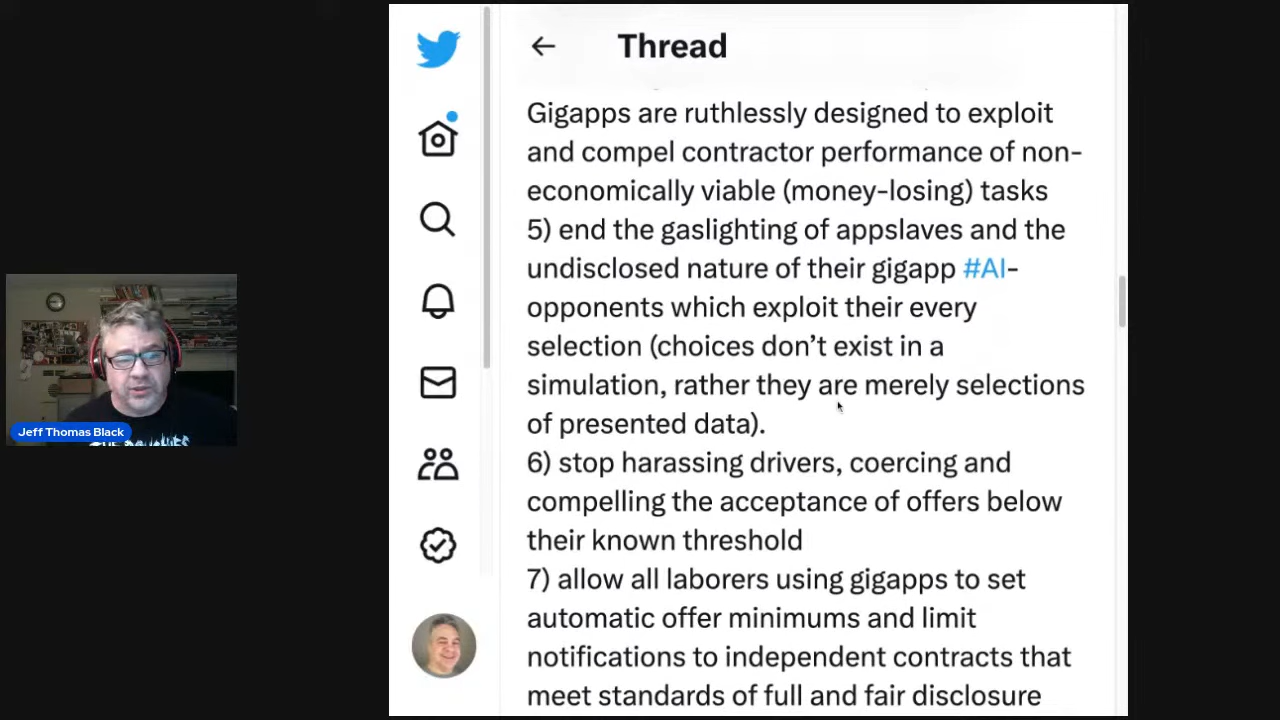 Thread
Gigapps are ruthlessly designed to exploit
and compel contractor performance of non-
economically viable (money-losing) tasks
5) end the gaslighting of appslaves and the
undisclosed nature of their gigapp #AI-
opponents which exploit their every
selection (choices don’t exist in a
simulation, rather they are merely selections
of presented data).
6) stop harassing drivers, coercing and
compelling the acceptance of offers below
their known threshold
7) allow all laborers using gigapps to set
automatic offer minimums and limit
notifications to independent contracts that
meet standards of full and fair disclosure
Jeff Thomas Black